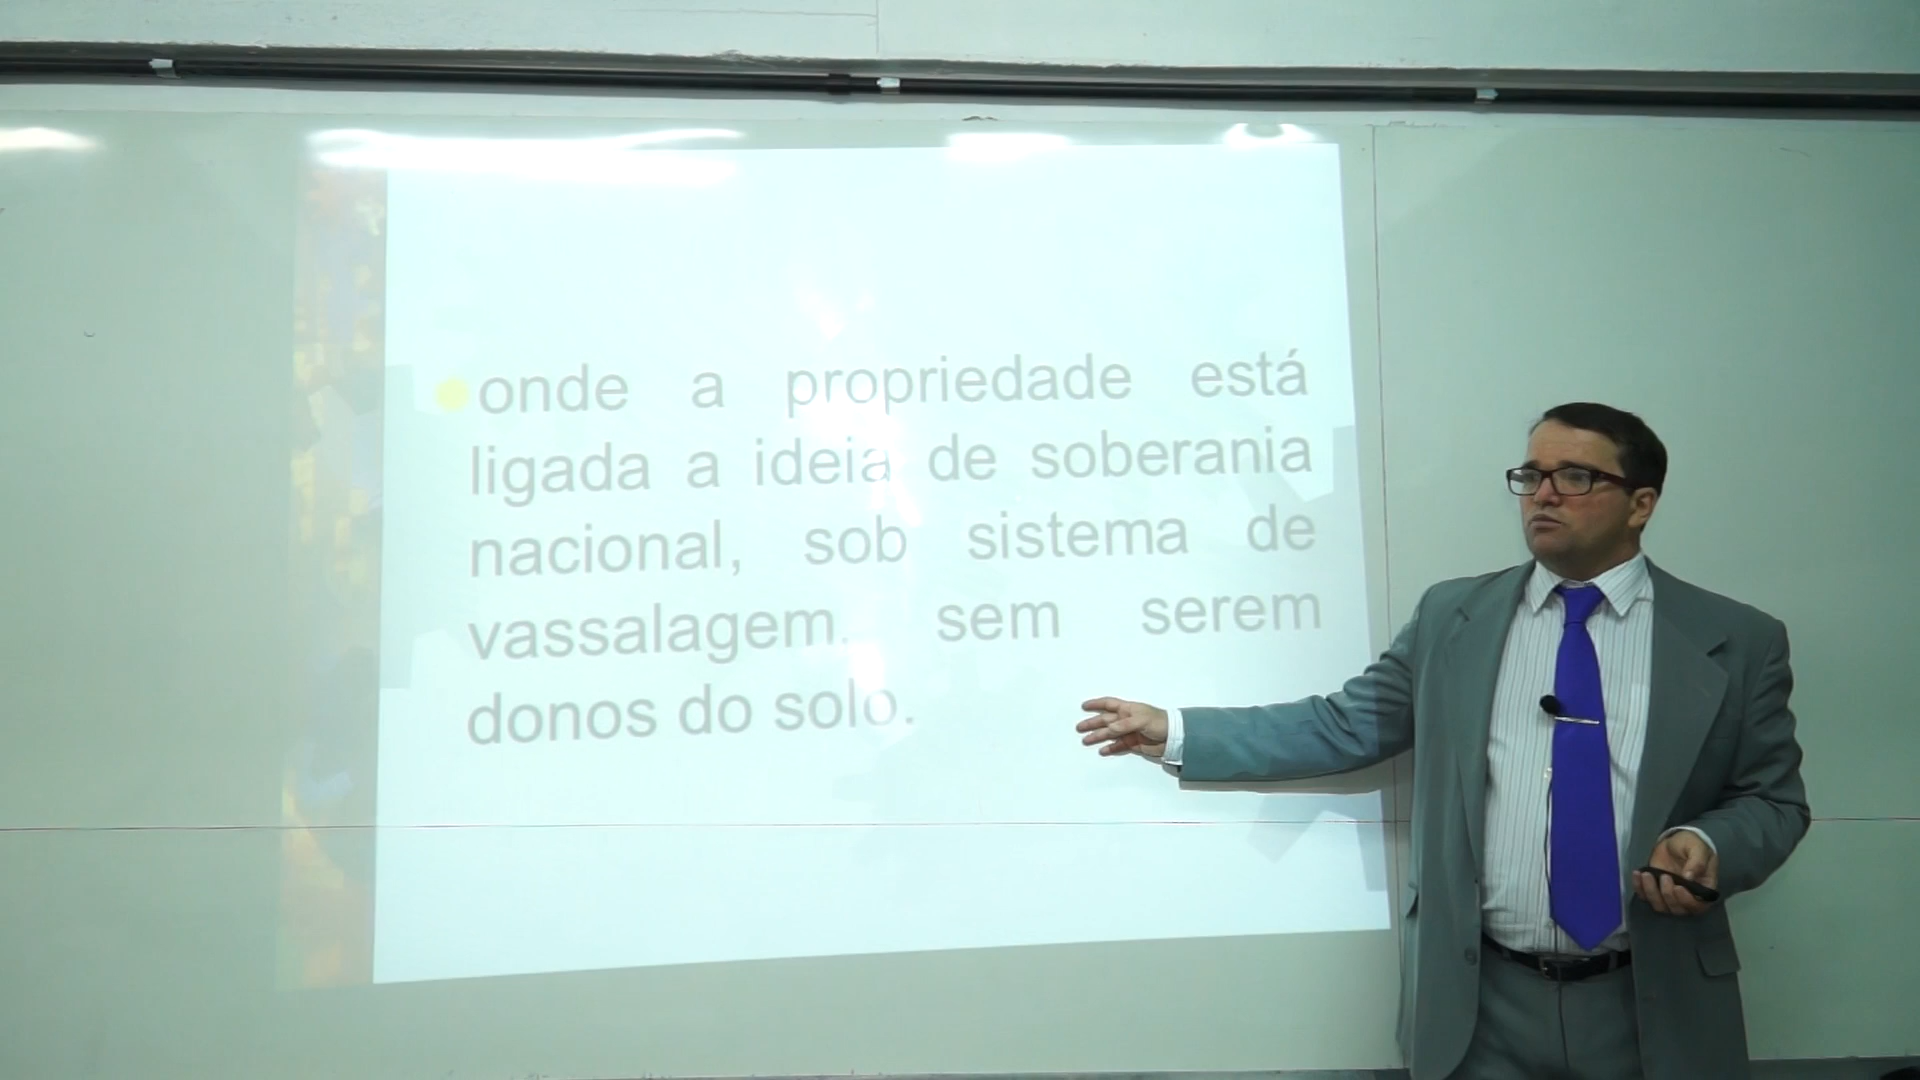 onde a propriedade está
ligada a ideia de soberania
nacional, sob sistema de
vassalagem. sem serem
donos do solo.